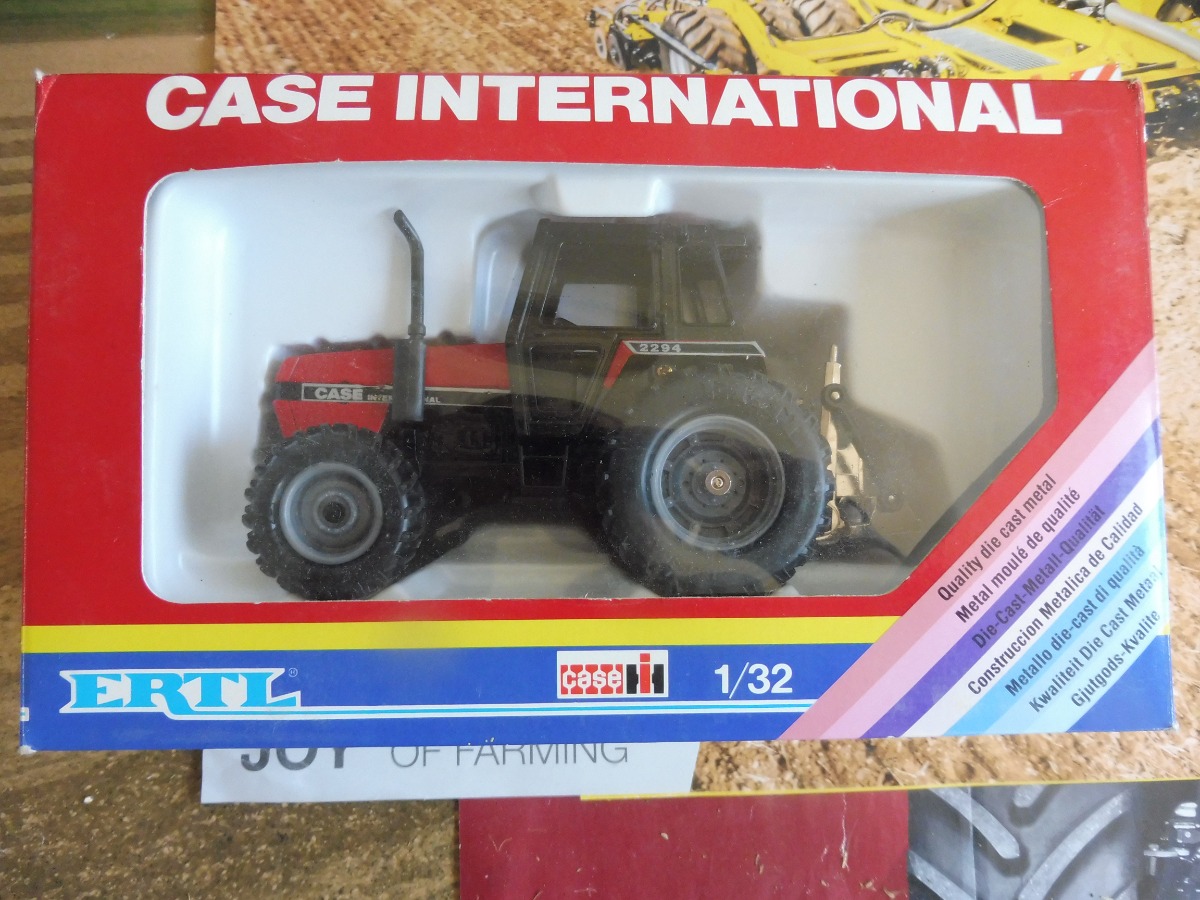 CASE INTERNATIONAL
2294
CASE INTERNATIONAL
Quality die cast metal
Metal moulé de qualité
Die-Cast-Metall-Qualität
Construccion Metalica de Calidad
Metallo die-cast di qualità
Kwaliteit Die Cast Metaal
Gjutgods-Kvalite
ERTL®
case IH
1/32
JOY OF FARMING